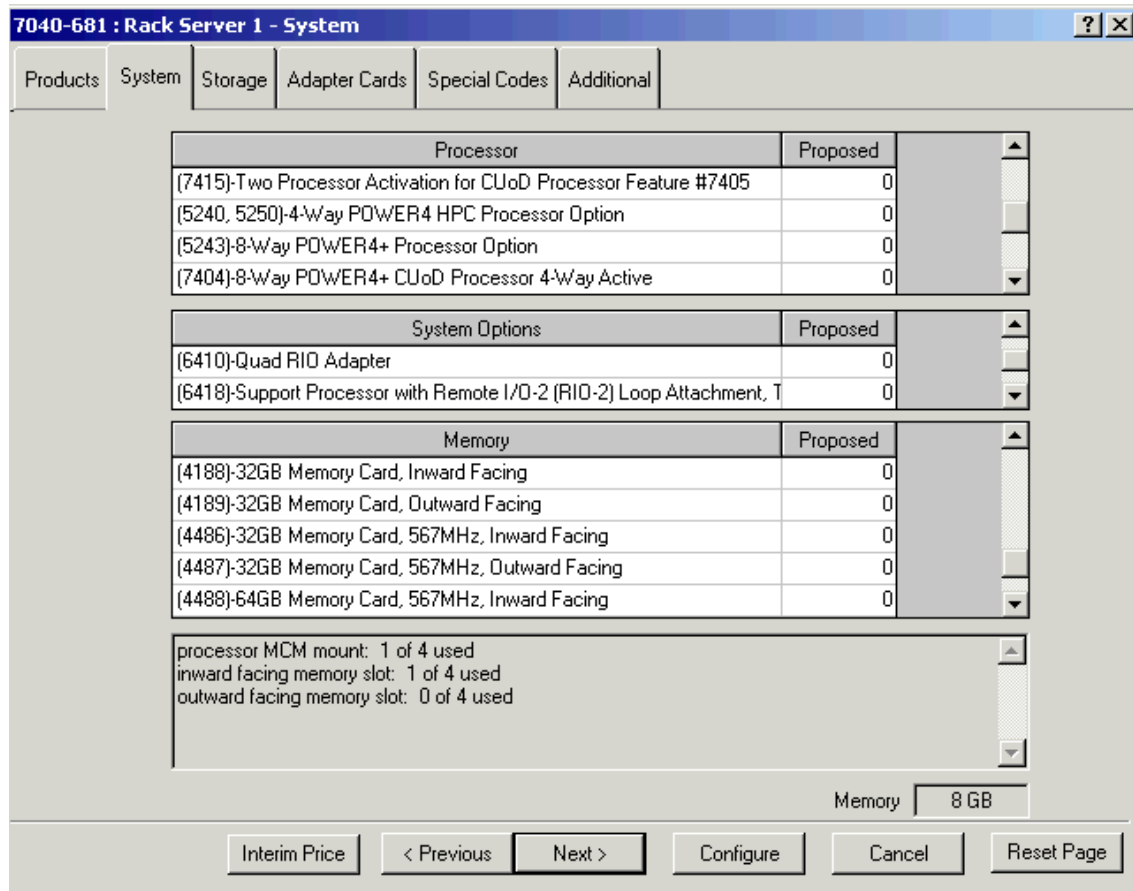 7040-681 : Rack Server 1 - System
Products System Storage Adapter Cards Special Codes Additional
Processor Proposed
(7415)-Two Processor Activation for CUoD Processor Feature #7405 0
(5240, 5250)-4-Way POWER4 HPC Processor Option 0
(5243)-8-Way POWER4+ Processor Option 0
(7404)-8-Way POWER4+ CUoD Processor 4-Way Active 0
System Options Proposed
(6410)-Quad RIO Adapter 0
(6418)-Support Processor with Remote I/O-2 (RIO-2) Loop Attachment, T 0
Memory Proposed
(4188)-32GB Memory Card, Inward Facing 0
(4189)-32GB Memory Card, Outward Facing 0
(4486)-32GB Memory Card, 567MHz, Inward Facing 0
(4487)-32GB Memory Card, 567MHz, Outward Facing 0
(4488)-64GB Memory Card, 567MHz, Inward Facing 0
processor MCM mount: 1 of 4 used
inward facing memory slot: 1 of 4 used
outward facing memory slot: 0 of 4 used
Memory 8 GB
Interim Price < Previous Next > Configure Cancel Reset Page